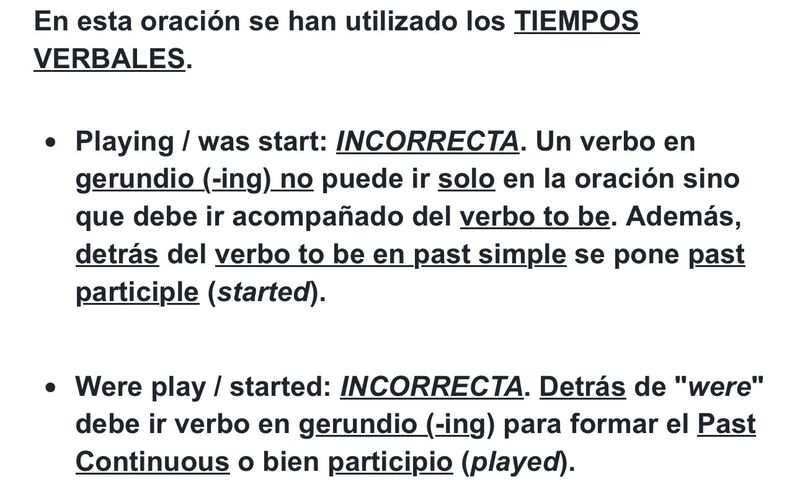 En esta oración se han utilizado los TIEMPOS
VERBALES.
• Playing / was start: INCORRECTA. Un verbo en
gerundio (-ing) no puede ir solo en la oración sino
que debe ir acompañado del verbo to be. Además,
detrás del verbo to be en past simple se pone past
participle (started).
• Were play / started: INCORRECTA. Detrás de "were"
debe ir verbo en gerundio (-ing) para formar el Past
Continuous o bien participio (played).